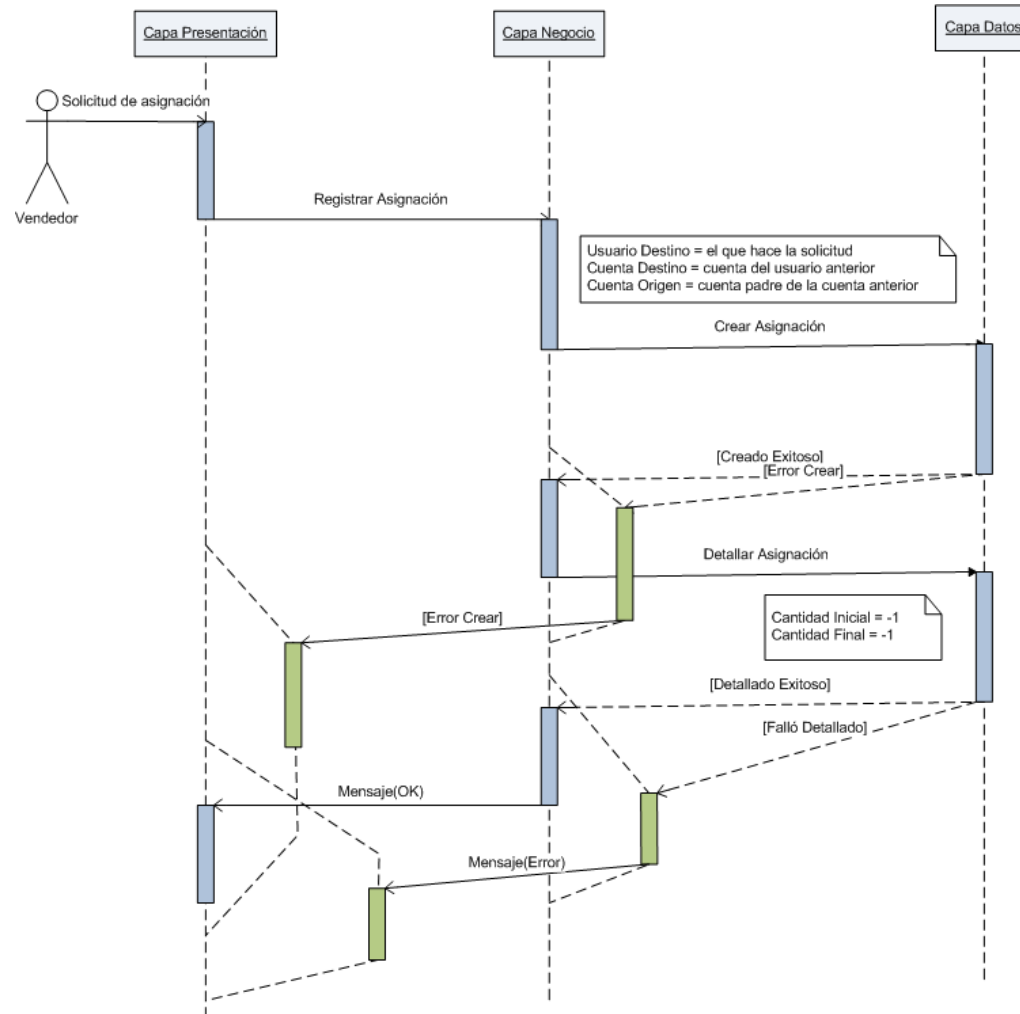 Capa Presentación
Capa Negocio
Capa Datos
Solicitud de asignación
Vendedor
Registrar Asignación
Usuario Destino = el que hace la solicitud
Cuenta Destino = cuenta del usuario anterior
Cuenta Origen = cuenta padre de la cuenta anterior
Crear Asignación
[Creado Exitoso]
[Error Crear]
Detallar Asignación
Cantidad Inicial = -1
Cantidad Final = -1
[Error Crear]
[Detallado Exitoso]
[Falló Detallado]
Mensaje(OK)
Mensaje(Error)